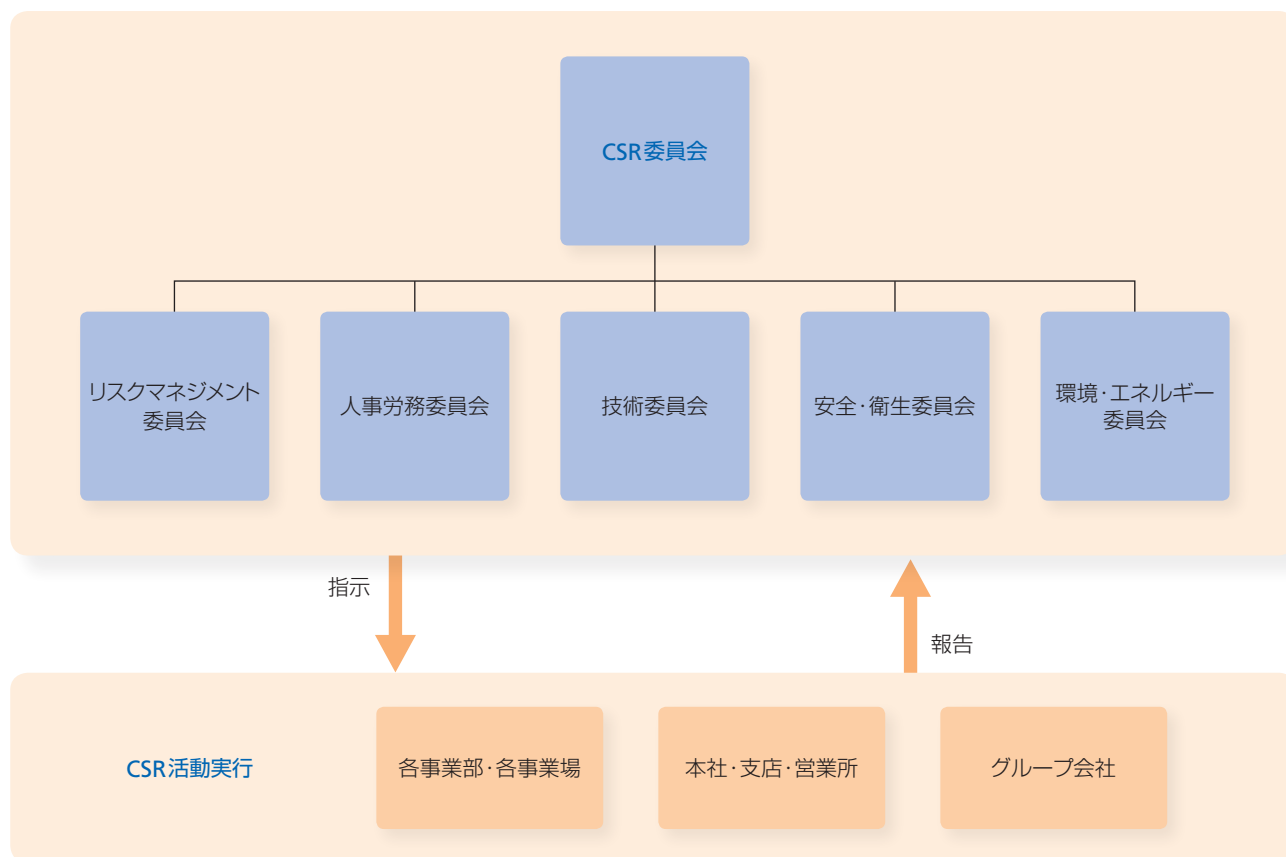 CSR委員会
リスクマネジメント
委員会
人事労務委員会
技術委員会
安全・衛生委員会
環境・エネルギー
委員会
指示
報告
CSR活動実行
各事業部・各事業場
本社・支店・営業所
グループ会社